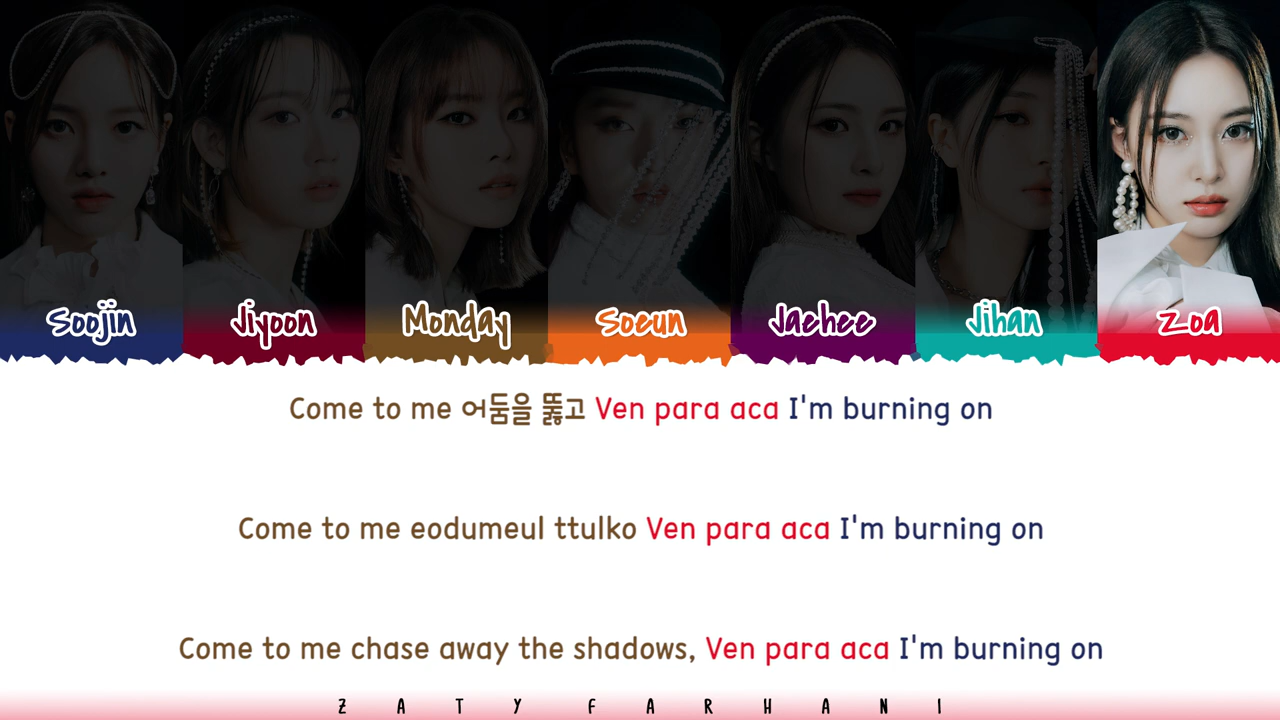 Soojin Jiyoon Monday Soeun Jaehee Jihan Zoa
Come to me 어둠을 뚫고 Ven para aca I'm burning on
Come to me eodumeul ttulko Ven para aca I'm burning on
Come to me chase away the shadows, Ven para aca I'm burning on
ZATY FARHANI